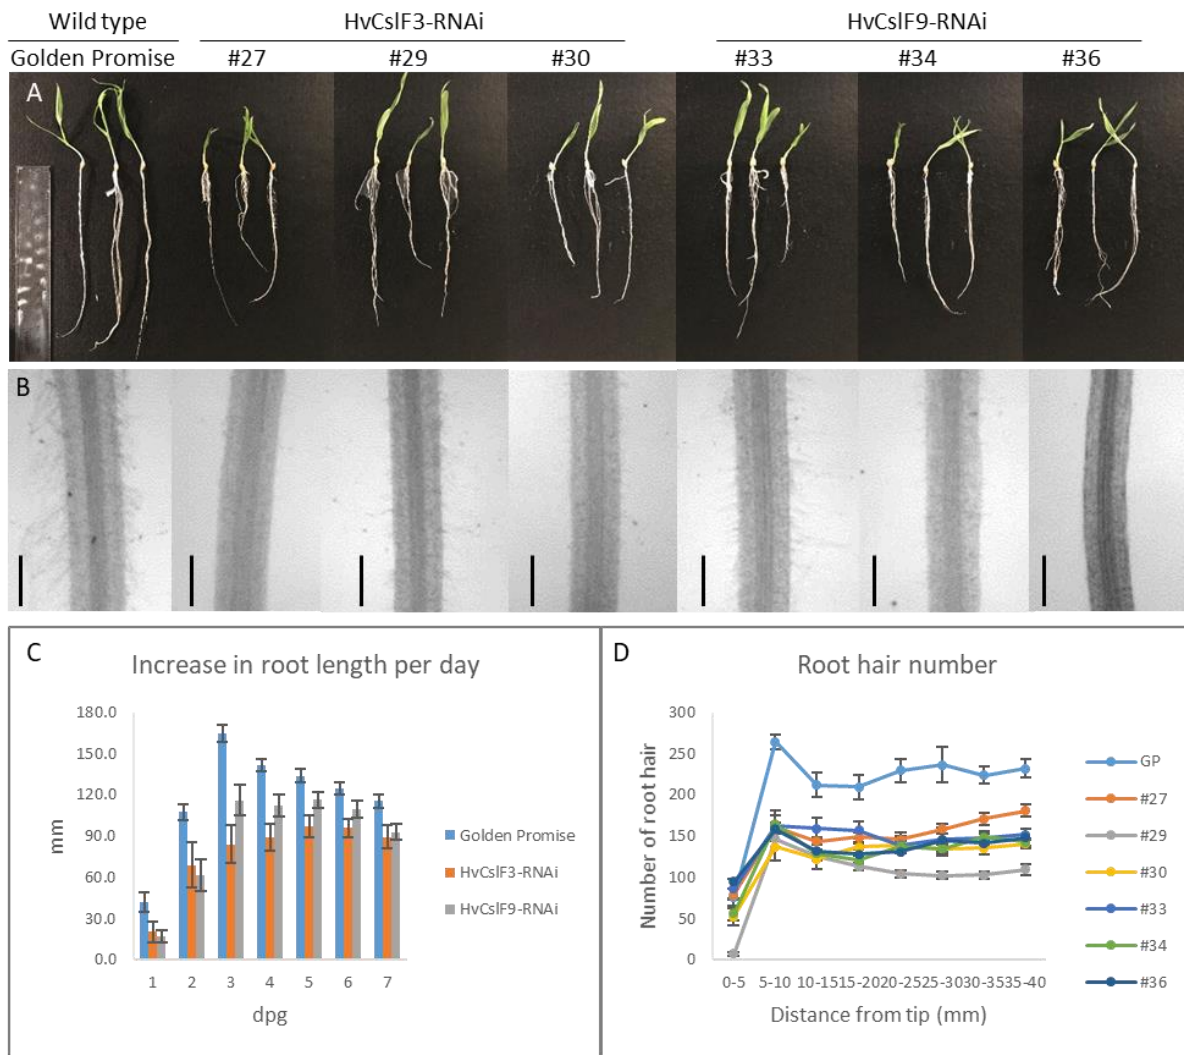 Wild type HvCslF3-RNAi HvCslF9-RNAi
Golden Promise #27 #29 #30 #33 #34 #36
A
B
C
Increase in root length per day
180.0
150.0
120.0
90.0
60.0
30.0
0.0
mm
1 2 3 4 5 6 7
dpg
Golden Promise
HvCslF3-RNAi
HvCslF9-RNAi
D
Root hair number
300
250
200
150
100
50
0
Number of root hair
0-5 5-10 10-15 15-20 20-25 25-30 30-35 35-40
Distance from tip (mm)
GP
#27
#29
#30
#33
#34
#36